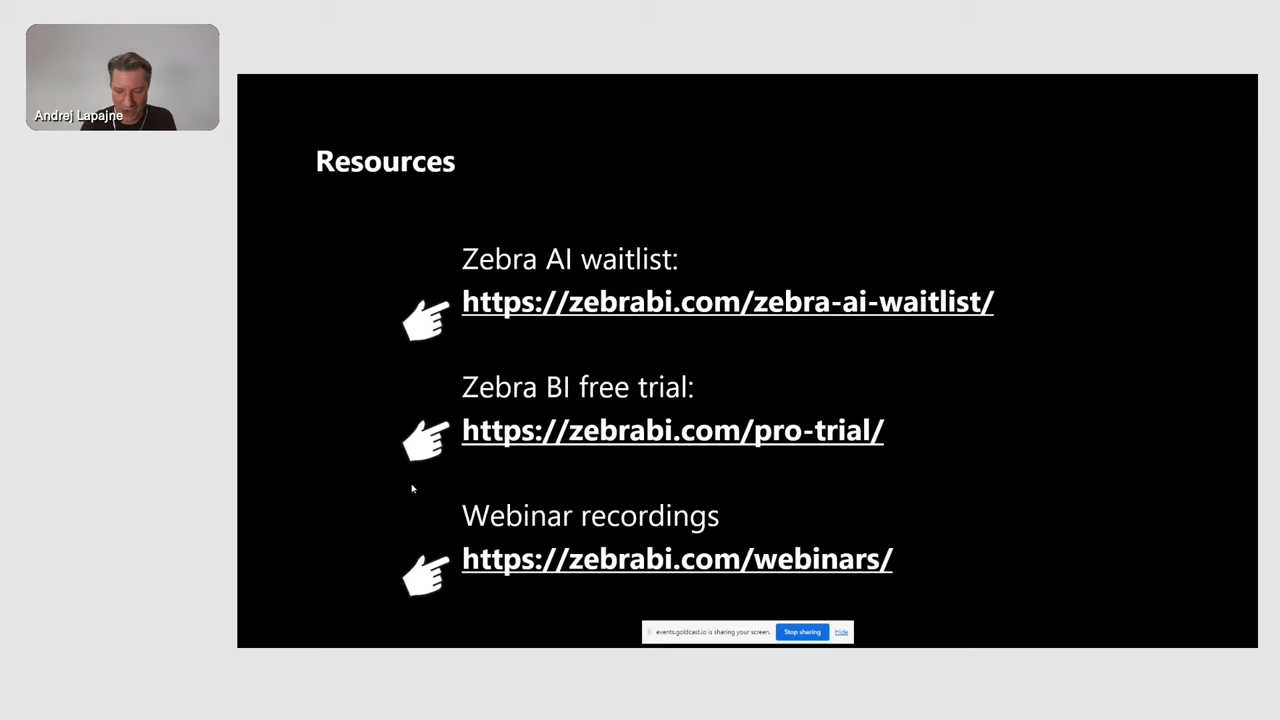 Andrej Lapajne
Resources
Zebra AI waitlist:
https://zebrabi.com/zebra-ai-waitlist/
Zebra BI free trial:
https://zebrabi.com/pro-trial/
Webinar recordings
https://zebrabi.com/webinars/
events.goldcast.io is sharing your screen. Stop sharing Hide